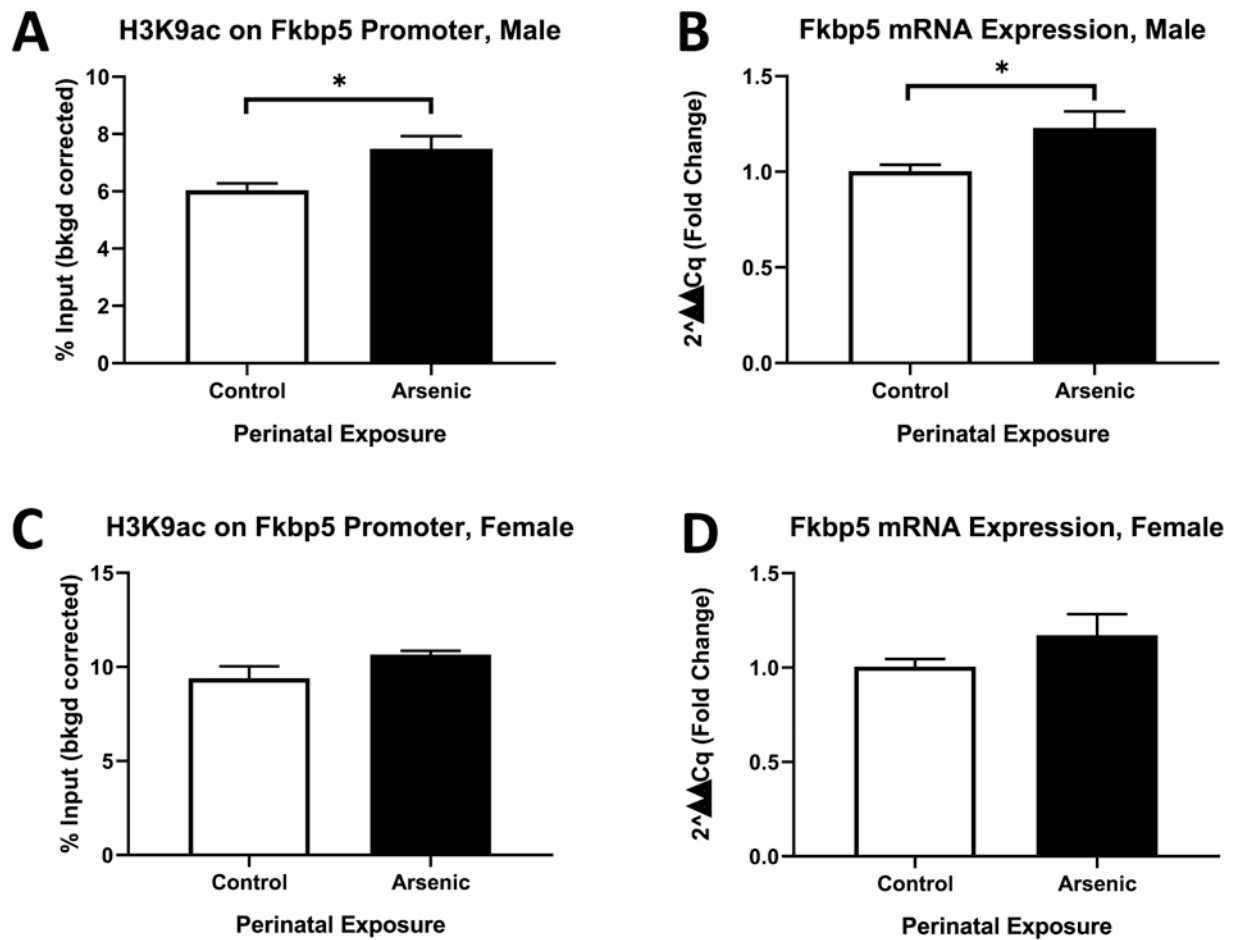 A
H3K9ac on Fkbp5 Promoter, Male
% Input (bkgd corrected)
10
8
6
4
2
0
*
Control
Arsenic
Perinatal Exposure
B
Fkbp5 mRNA Expression, Male
2^▲▲Cq (Fold Change)
1.5
1.0
0.5
0.0
*
Control
Arsenic
Perinatal Exposure
C
H3K9ac on Fkbp5 Promoter, Female
% Input (bkgd corrected)
15
10
5
0
Control
Arsenic
Perinatal Exposure
D
Fkbp5 mRNA Expression, Female
2^▲▲Cq (Fold Change)
1.5
1.0
0.5
0.0
Control
Arsenic
Perinatal Exposure